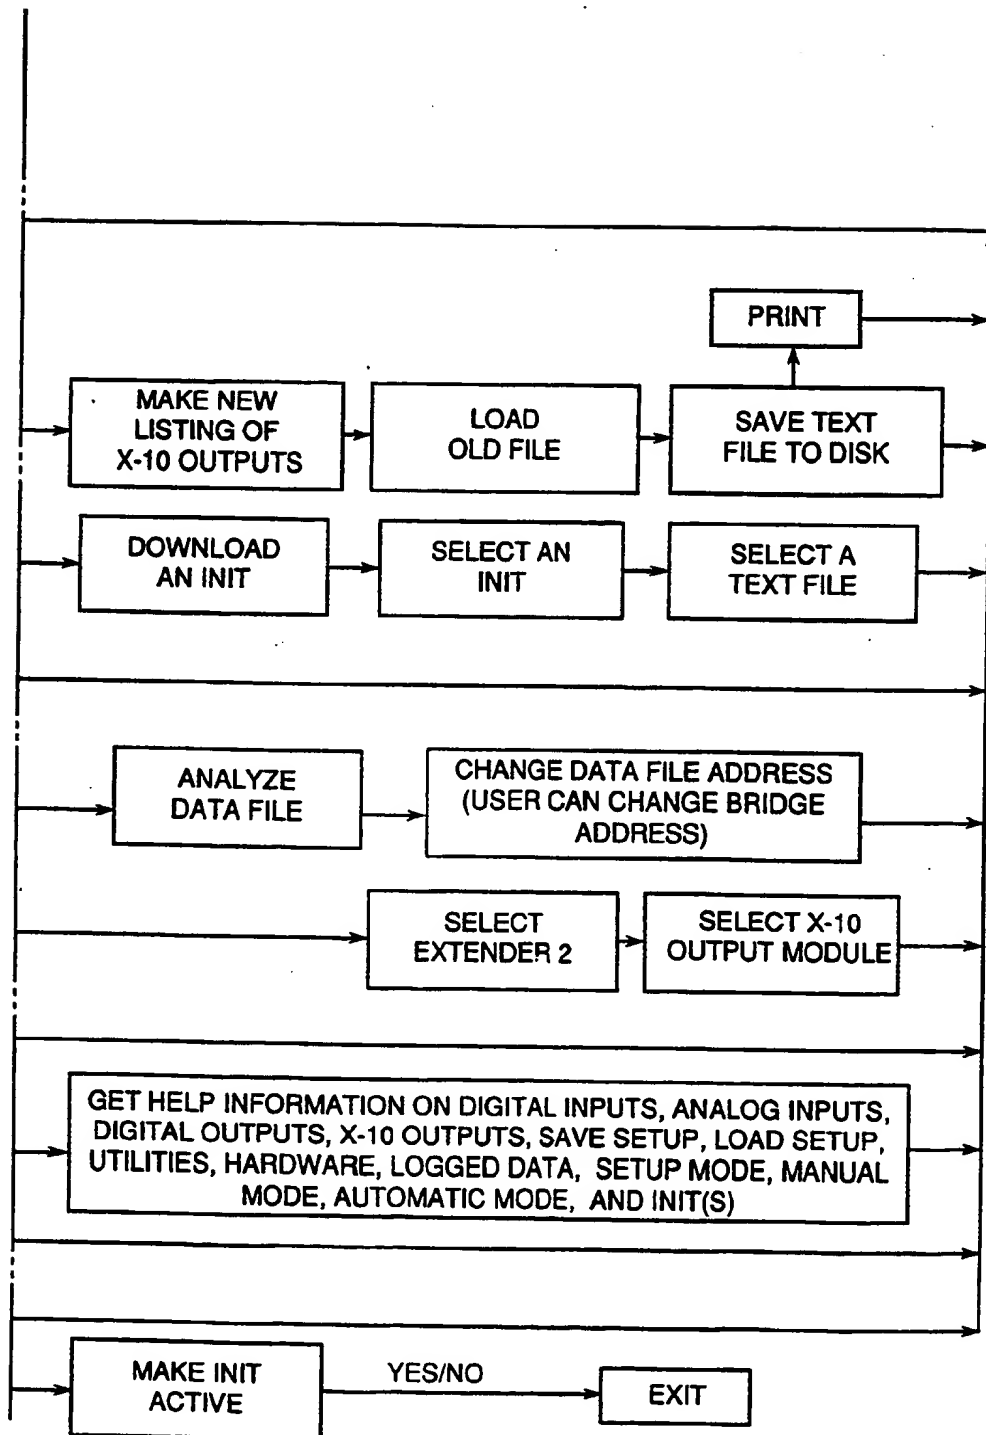 PRINT
MAKE NEW
LISTING OF
X-10 OUTPUTS
LOAD
OLD FILE
SAVE TEXT
FILE TO DISK
DOWNLOAD
AN INIT
SELECT AN
INIT
SELECT A
TEXT FILE
ANALYZE
DATA FILE
CHANGE DATA FILE ADDRESS
(USER CAN CHANGE BRIDGE
ADDRESS)
SELECT
EXTENDER 2
SELECT X-10
OUTPUT MODULE
GET HELP INFORMATION ON DIGITAL INPUTS, ANALOG INPUTS,
DIGITAL OUTPUTS, X-10 OUTPUTS, SAVE SETUP, LOAD SETUP,
UTILITIES, HARDWARE, LOGGED DATA, SETUP MODE, MANUAL
MODE, AUTOMATIC MODE, AND INIT(S)
MAKE INIT
ACTIVE
YES/NO
EXIT